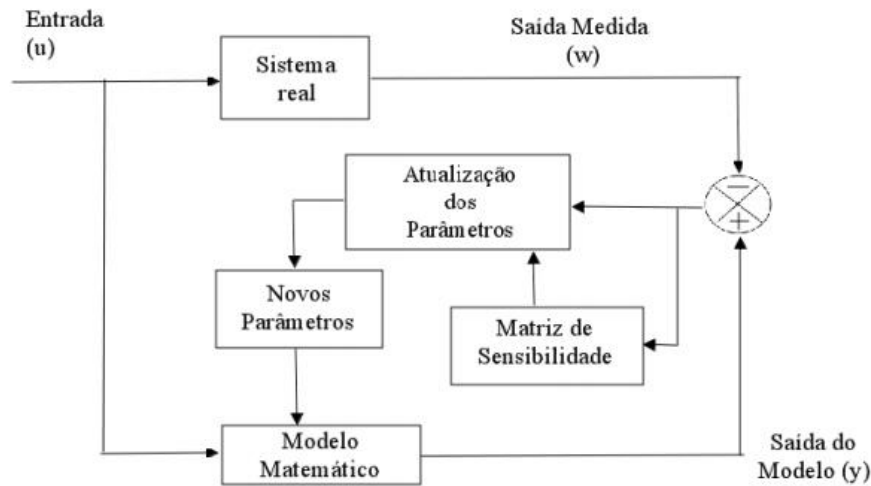 Entrada
(u)
Sistema
real
Saída Medida
(w)
Atualização
dos
Parâmetros
−
+
Novos
Parâmetros
Matriz de
Sensibilidade
Modelo
Matemático
Saída do
Modelo (y)